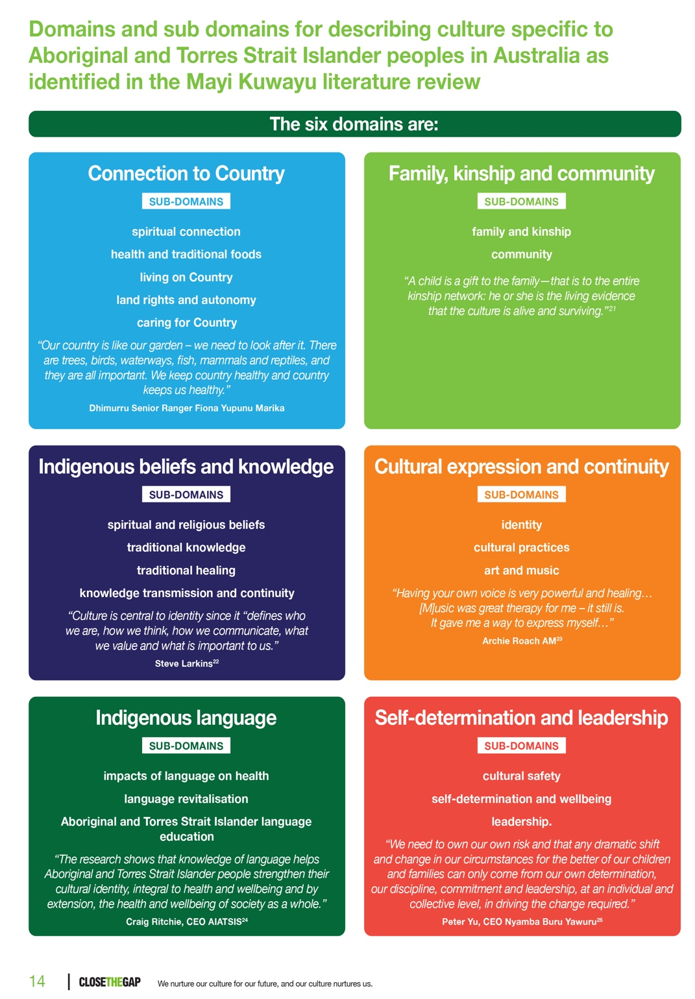 Domains and sub domains for describing culture specific to
Aboriginal and Torres Strait Islander peoples in Australia as
identified in the Mayi Kuwayu literature review
The six domains are:
Connection to Country
SUB-DOMAINS
spiritual connection
health and traditional foods
living on Country
land rights and autonomy
caring for Country
“Our country is like our garden – we need to look after it. There
are trees, birds, waterways, fish, mammals and reptiles, and
they are all important. We keep country healthy and country
keeps us healthy.”
Dhimurru Senior Ranger Fiona Yupunu Marika
Family, kinship and community
SUB-DOMAINS
family and kinship
community
“A child is a gift to the family—that is to the entire
kinship network: he or she is the living evidence
that the culture is alive and surviving.”21
Indigenous beliefs and knowledge
SUB-DOMAINS
spiritual and religious beliefs
traditional knowledge
traditional healing
knowledge transmission and continuity
“Culture is central to identity since it “defines who
we are, how we think, how we communicate, what
we value and what is important to us.”
Steve Larkins22
Cultural expression and continuity
SUB-DOMAINS
identity
cultural practices
art and music
“Having your own voice is very powerful and healing…
[M]usic was great therapy for me – it still is.
It gave me a way to express myself…”
Archie Roach AM23
Indigenous language
SUB-DOMAINS
impacts of language on health
language revitalisation
Aboriginal and Torres Strait Islander language
education
“The research shows that knowledge of language helps
Aboriginal and Torres Strait Islander people strengthen their
cultural identity, integral to health and wellbeing and by
extension, the health and wellbeing of society as a whole.”
Craig Ritchie, CEO AIATSIS24
Self-determination and leadership
SUB-DOMAINS
cultural safety
self-determination and wellbeing
leadership.
“We need to own our own risk and that any dramatic shift
and change in our circumstances for the better of our children
and families can only come from our own determination,
our discipline, commitment and leadership, at an individual and
collective level, in driving the change required.”
Peter Yu, CEO Nyamba Buru Yawuru25
14 CLOSETHEGAP We nurture our culture for our future, and our culture nurtures us.